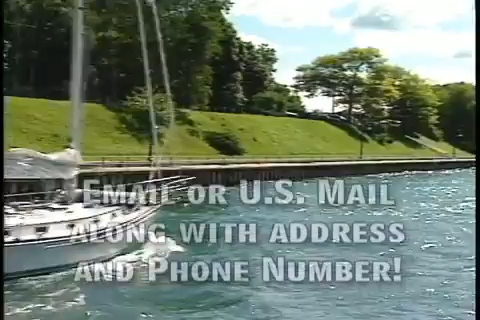 Email or U.S. Mail
along with address
and Phone Number!